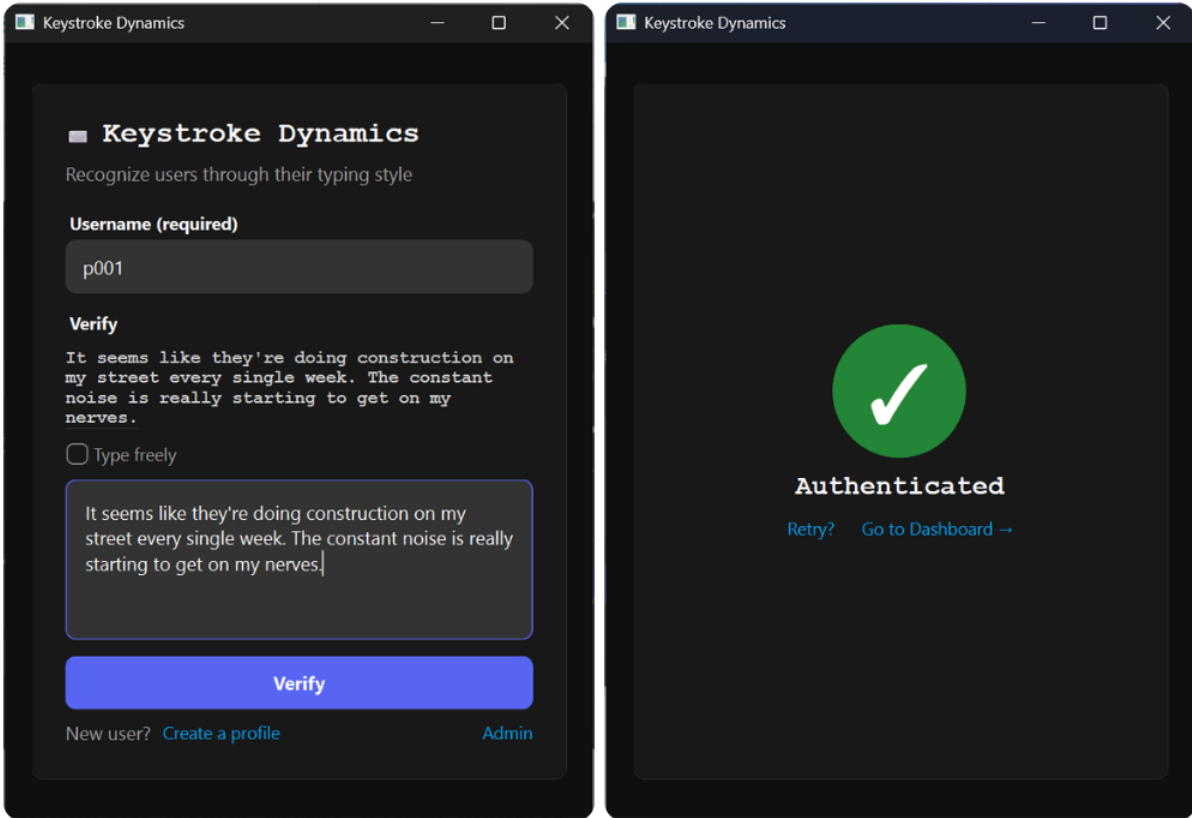 Keystroke Dynamics
Keystroke Dynamics
Recognize users through their typing style
Username (required)
p001
Verify
It seems like they're doing construction on
my street every single week. The constant
noise is really starting to get on my
nerves.
Type freely
It seems like they're doing construction on my
street every single week. The constant noise is really
starting to get on my nerves.
Verify
New user? Create a profile Admin
Keystroke Dynamics
Authenticated
Retry? Go to Dashboard →